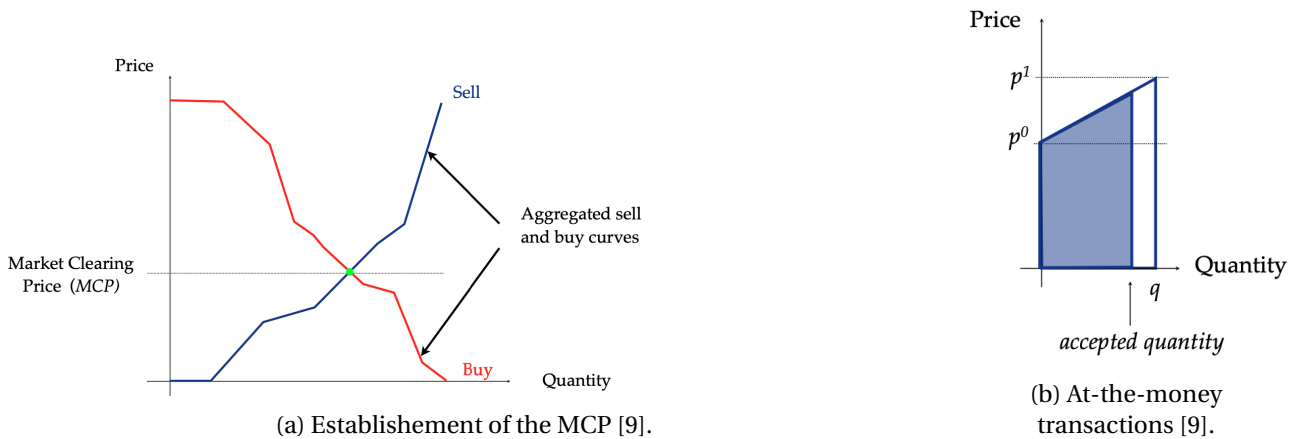 Price
Sell
Aggregated sell
and buy curves
Market Clearing
Price (MCP)
Buy
Quantity
(a) Establishement of the MCP [9].
Price
p¹
p⁰
Quantity
q
accepted quantity
(b) At-the-money
transactions [9].